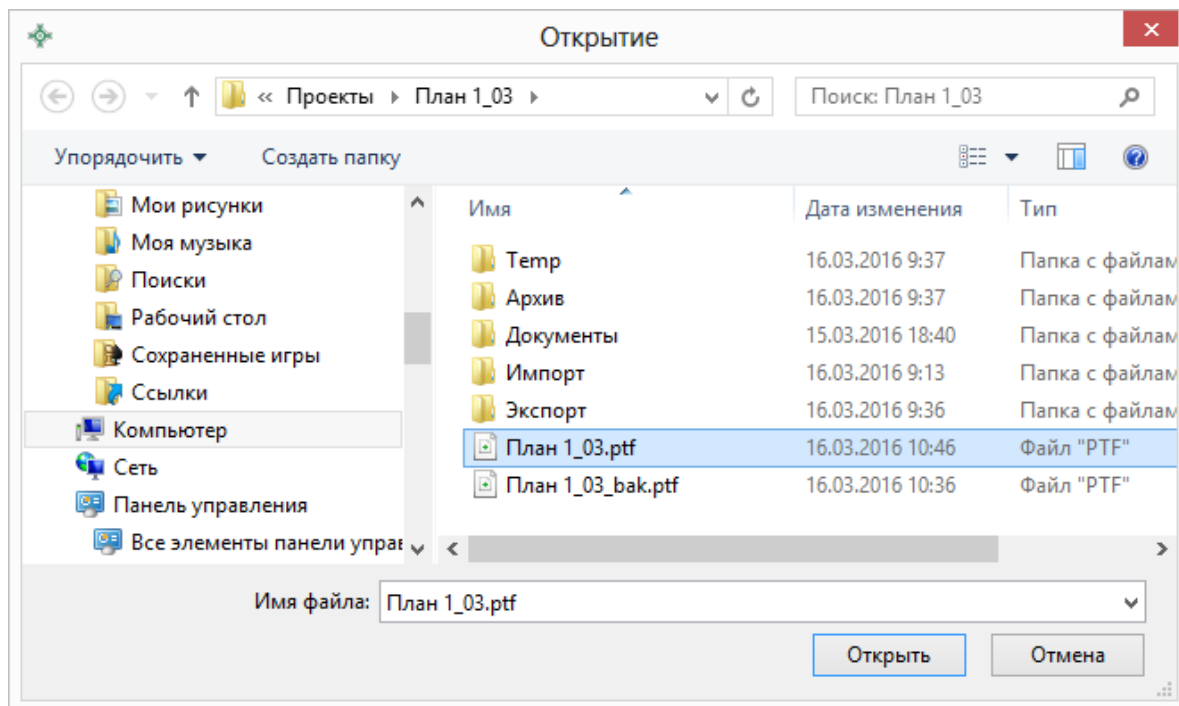 Открытие
« Проекты План 1_03
Поиск: План 1_03
Упорядочить Создать папку
Мои рисунки
Моя музыка
Поиски
Рабочий стол
Сохраненные игры
Ссылки
Компьютер
Сеть
Панель управления
Все элементы панели управ
Имя Дата изменения Тип
Temp 16.03.2016 9:37 Папка с файлам
Архив 16.03.2016 9:37 Папка с файлам
Документы 15.03.2016 18:40 Папка с файлам
Импорт 16.03.2016 9:13 Папка с файлам
Экспорт 16.03.2016 9:36 Папка с файлам
План 1_03.ptf 16.03.2016 10:46 Файл "PTF"
План 1_03_bak.ptf 16.03.2016 10:36 Файл "PTF"
Имя файла: План 1_03.ptf
Открыть Отмена